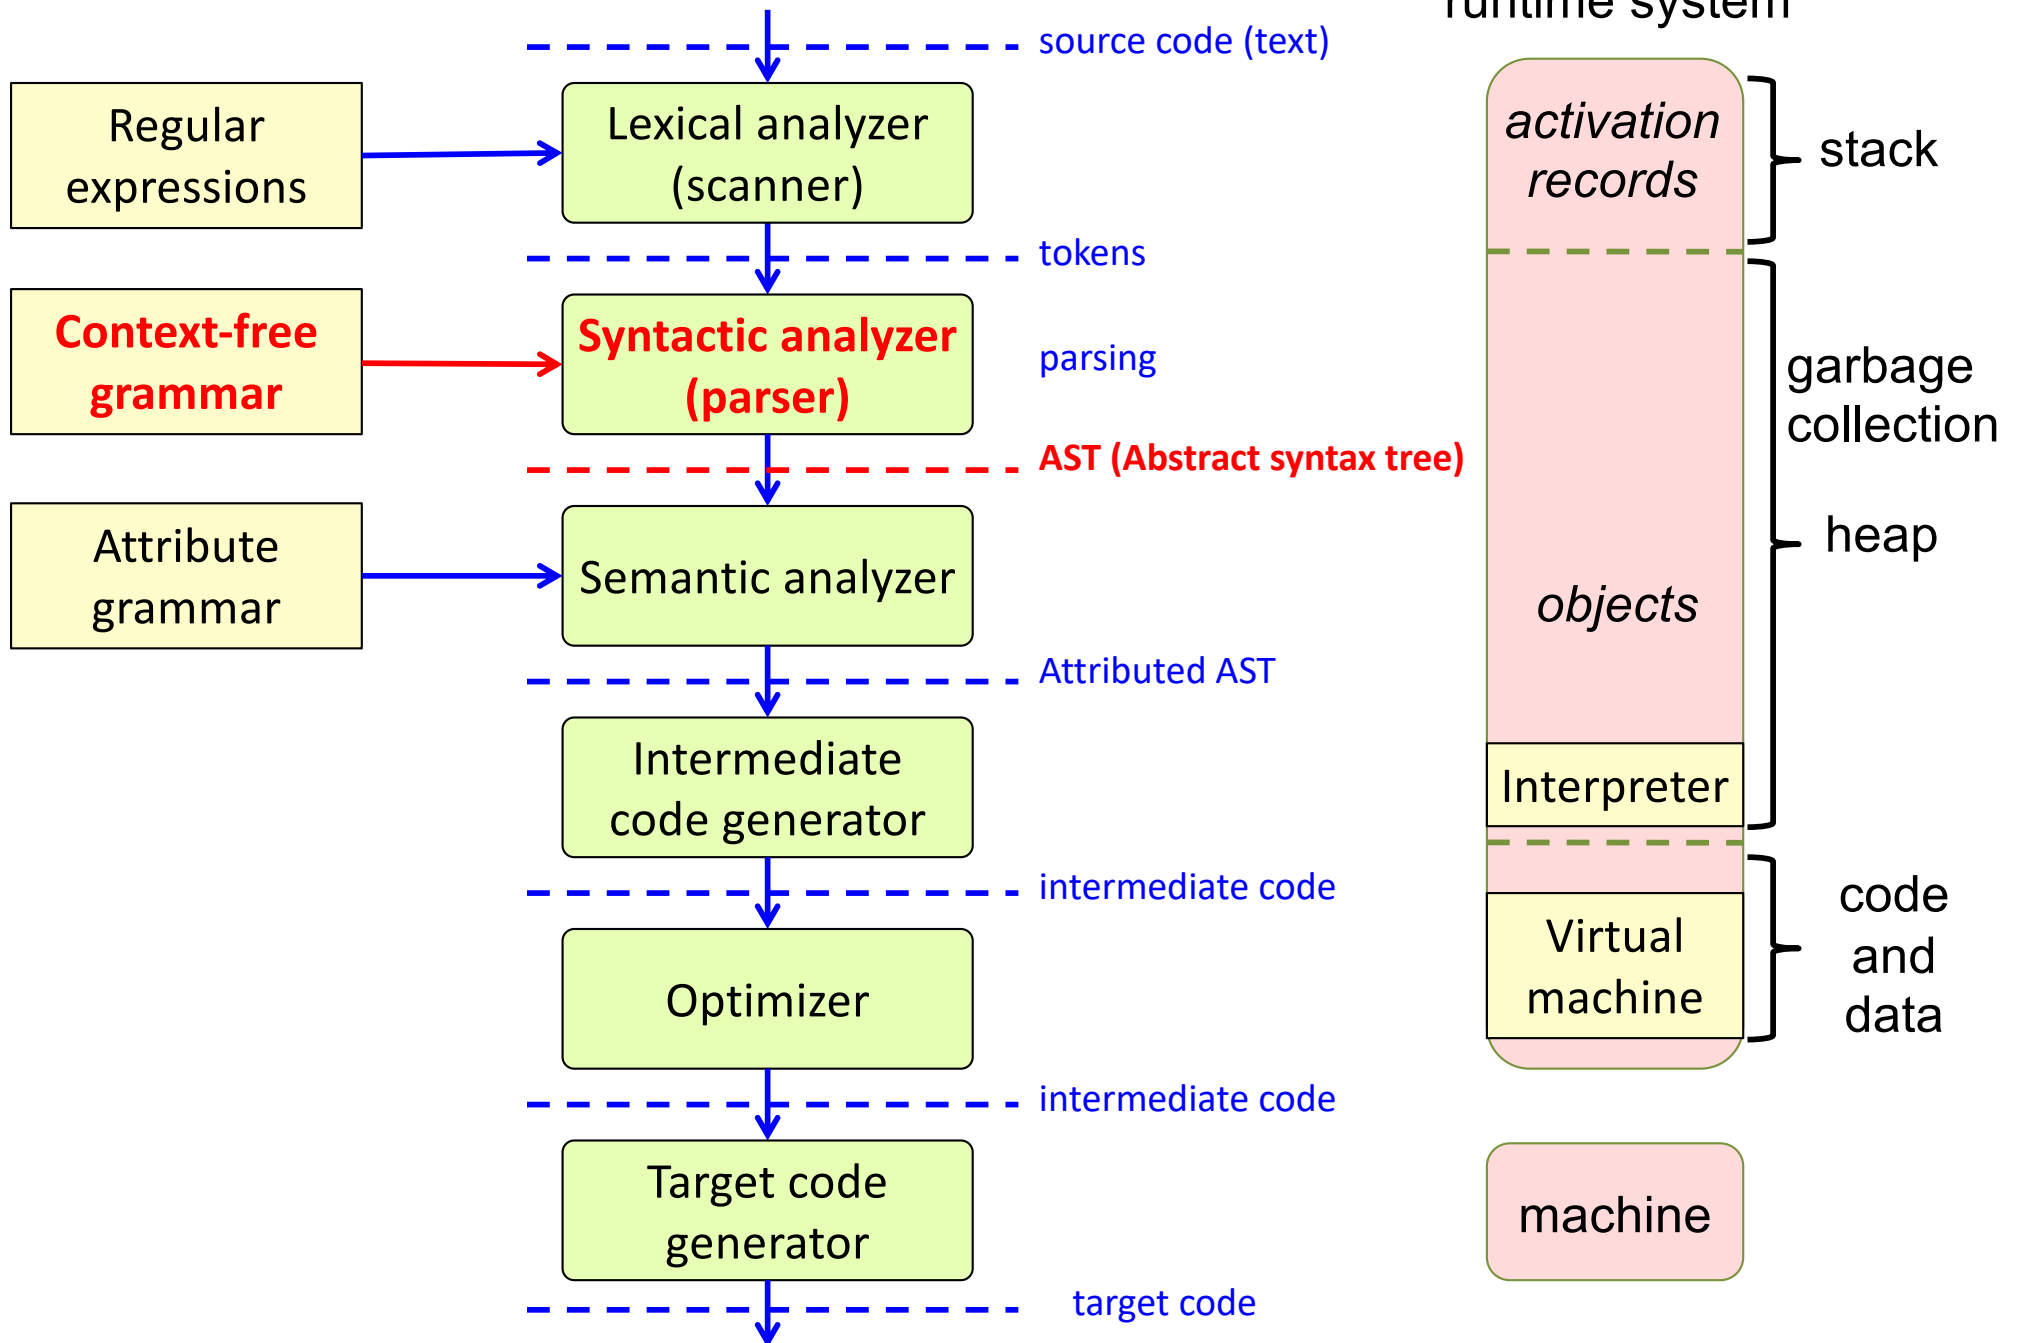 runtime system
source code (text)
Regular
expressions
Lexical analyzer
(scanner)
tokens
Context-free
grammar
Syntactic analyzer
(parser)
parsing
AST (Abstract syntax tree)
Attribute
grammar
Semantic analyzer
Attributed AST
Intermediate
code generator
intermediate code
Optimizer
intermediate code
Target code
generator
target code
activation
records
stack
garbage
collection
heap
objects
Interpreter
Virtual
machine
code
and
data
machine